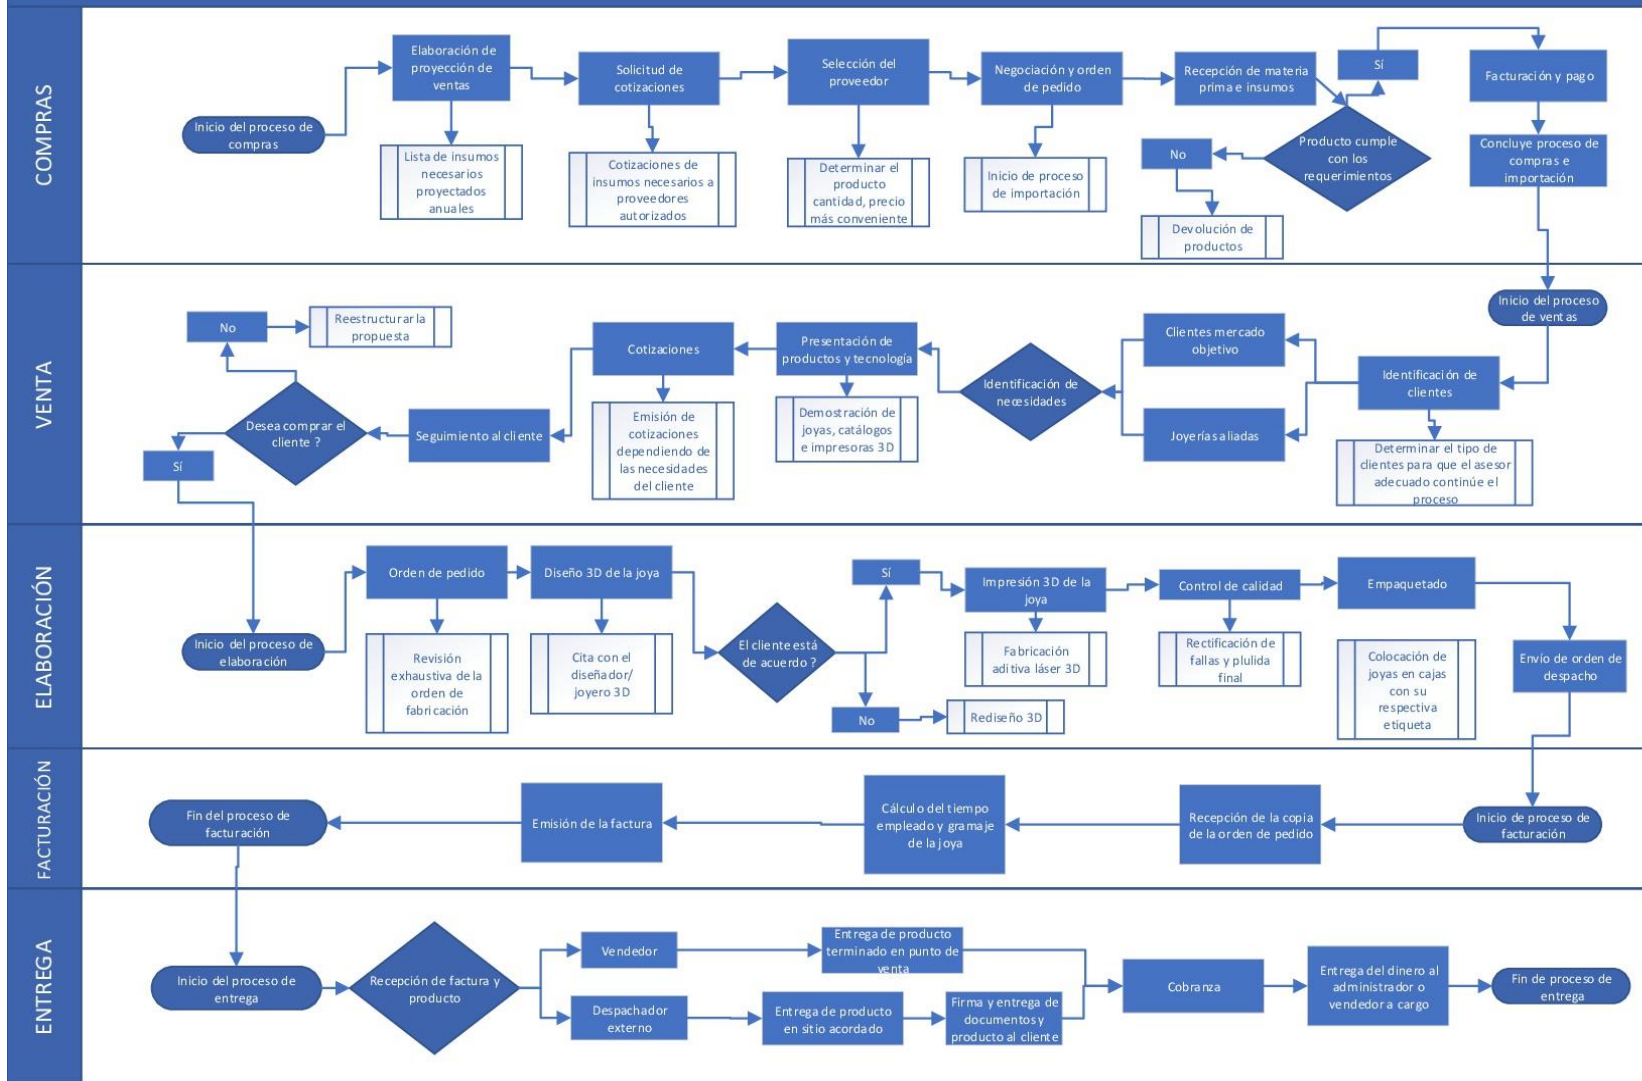 COMPRAS
Inicio del proceso de
compras
Elaboración de
proyección de
ventas
Lista de insumos
necesarios
proyectados
anuales
Solicitud de
cotizaciones
Cotizaciones de
insumos necesarios a
proveedores
autorizados
Selección del
proveedor
Determinar el
producto
cantidad, precio
más conveniente
Negociación y orden
de pedido
Inicio de proceso
de importación
Recepción de materia
prima e insumos
Producto cumple
con los
requerimientos
No
Devolución de
productos
Sí
Facturación y pago
Concluye proceso de
compras e
importación
VENTA
Inicio del proceso
de ventas
Identificación de
clientes
Determinar el tipo de
clientes para que el asesor
adecuado continúe el
proceso
Clientes mercado
objetivo
Joyerías aliadas
Identificación de
necesidades
Presentación de
productos y tecnología
Demostración de
joyas, catálogos
e impresoras 3D
Cotizaciones
Emisión de
cotizaciones
dependiendo de
las necesidades
del cliente
Seguimiento al cliente
Desea comprar el
cliente ?
No
Reestructurar la
propuesta
Sí
ELABORACIÓN
Inicio del proceso de
elaboración
Orden de pedido
Revisión
exhaustiva de la
orden de
fabricación
Diseño 3D de la joya
Cita con el
diseñador/
joyero 3D
El cliente está
de acuerdo ?
Sí
No
Rediseño 3D
Impresión 3D de la
joya
Fabricación
aditiva láser 3D
Control de calidad
Rectificación de
fallas y plulida
final
Empaquetado
Colocación de
joyas en cajas con
su respectiva
etiqueta
Envío de orden de
despacho
FACTURACIÓN
Inicio de proceso de
facturación
Recepción de la copia
de la orden de pedido
Cálculo del tiempo
empleado y gramaje
de la joya
Emisión de la factura
Fin del proceso de
facturación
ENTREGA
Inicio del proceso de
entrega
Recepción de factura y
producto
Vendedor
Entrega de producto
terminado en punto de
venta
Despachador
externo
Entrega de producto
en sitio acordado
Firma y entrega de
documentos y
producto al cliente
Cobranza
Entrega del dinero al
administrador o
vendedor a cargo
Fin de proceso de
entrega